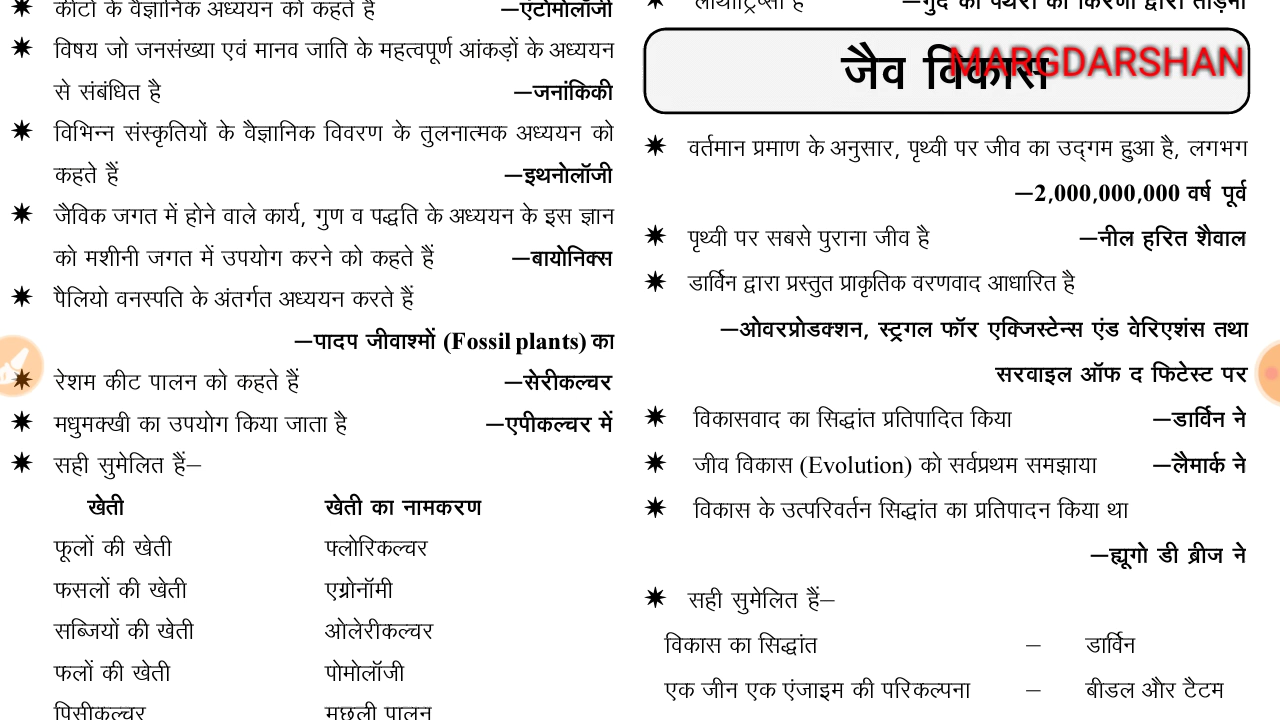 कीटों के वैज्ञानिक अध्ययन को कहते हैं —एंटोमोलॉजी
✷ विषय जो जनसंख्या एवं मानव जाति के महत्वपूर्ण आंकड़ों के अध्ययन
से संबंधित है —जनांकिकी
✷ विभिन्न संस्कृतियों के वैज्ञानिक विवरण के तुलनात्मक अध्ययन को
कहते हैं —इथनोलॉजी
✷ जैविक जगत में होने वाले कार्य, गुण व पद्धति के अध्ययन के इस ज्ञान
को मशीनी जगत में उपयोग करने को कहते हैं —बायोनिक्स
✷ पैलियो वनस्पति के अंतर्गत अध्ययन करते हैं
—पादप जीवाश्मों (Fossil plants) का
✷ रेशम कीट पालन को कहते हैं —सेरीकल्चर
✷ मधुमक्खी का उपयोग किया जाता है —एपीकल्चर में
✷ सही सुमेलित हैं–
खेती खेती का नामकरण
फूलों की खेती फ्लोरिकल्चर
फसलों की खेती एग्रोनॉमी
सब्जियों की खेती ओलेरीकल्चर
फलों की खेती पोमोलॉजी
पिसीकल्चर मछली पालन
✷ लीथोट्रिप्सी है —गुर्दे की पथरी को किरणों द्वारा तोड़ना
जैव विकास
MARGDARSHAN
✷ वर्तमान प्रमाण के अनुसार, पृथ्वी पर जीव का उद्गम हुआ है, लगभग
—2,000,000,000 वर्ष पूर्व
✷ पृथ्वी पर सबसे पुराना जीव है —नील हरित शैवाल
✷ डार्विन द्वारा प्रस्तुत प्राकृतिक वरणवाद आधारित है
—ओवरप्रोडक्शन, स्ट्रगल फॉर एक्जिस्टेन्स एंड वेरिएशंस तथा
सरवाइल ऑफ द फिटेस्ट पर
✷ विकासवाद का सिद्धांत प्रतिपादित किया —डार्विन ने
✷ जीव विकास (Evolution) को सर्वप्रथम समझाया —लैमार्क ने
✷ विकास के उत्परिवर्तन सिद्धांत का प्रतिपादन किया था
—ह्यूगो डी ब्रीज ने
✷ सही सुमेलित हैं–
विकास का सिद्धांत – डार्विन
एक जीन एक एंजाइम की परिकल्पना – बीडल और टैटम